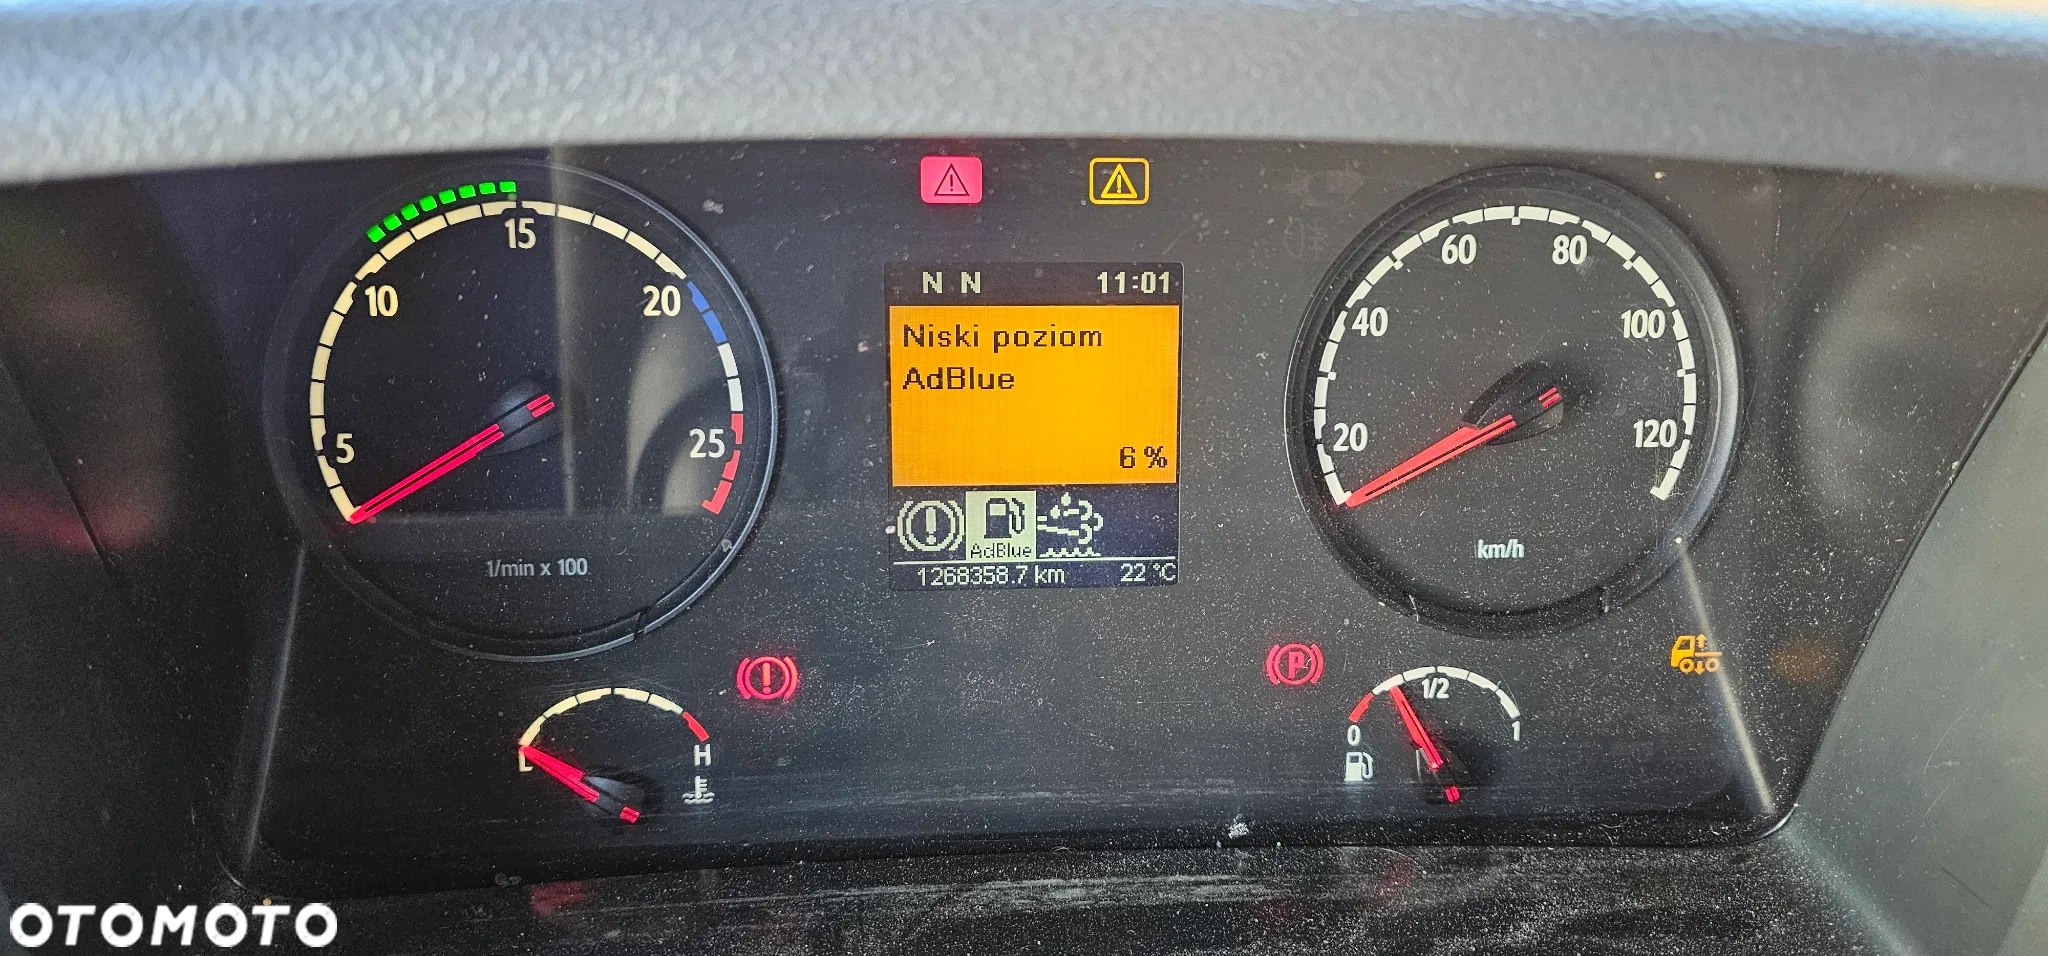 15
10
20
5
25
1/min x 100
N N 11:01
Niski poziom
AdBlue
6 %
AdBlue
1268358.7 km 22 °C
60 80
40 100
20 120
km/h
H
P
1/2
0 1
OTOMOTO